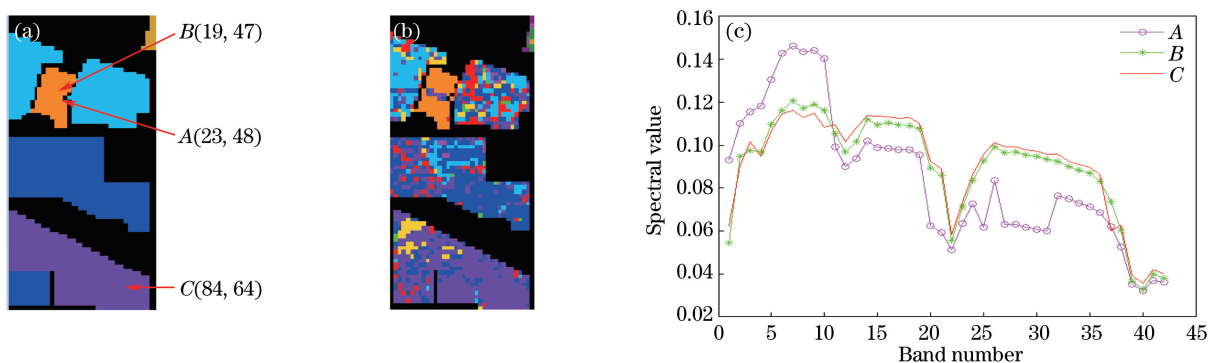 (a)
B(19, 47)
A(23, 48)
C(84, 64)
(b)
(c)
A
B
C
0.16
0.14
0.12
0.10
0.08
0.06
0.04
0.02
Spectral value
0 5 10 15 20 25 30 35 40 45
Band number